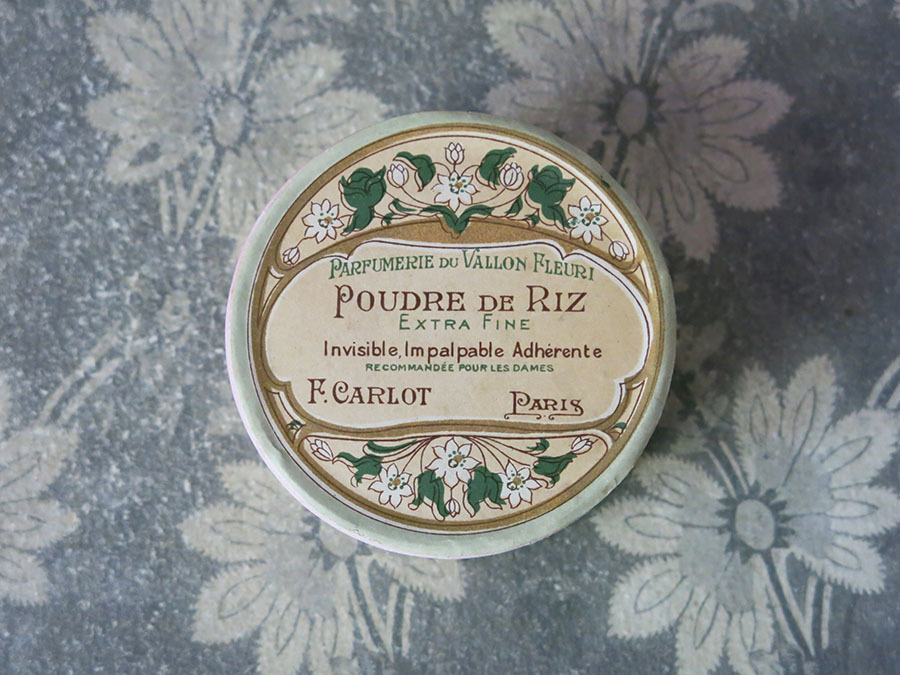 PARFUMERIE DU VALLON FLEURI
POUDRE DE RIZ
EXTRA FINE
Invisible, Impalpable Adhérente
RECOMMANDÉE POUR LES DAMES
F. CARLOT PARIS